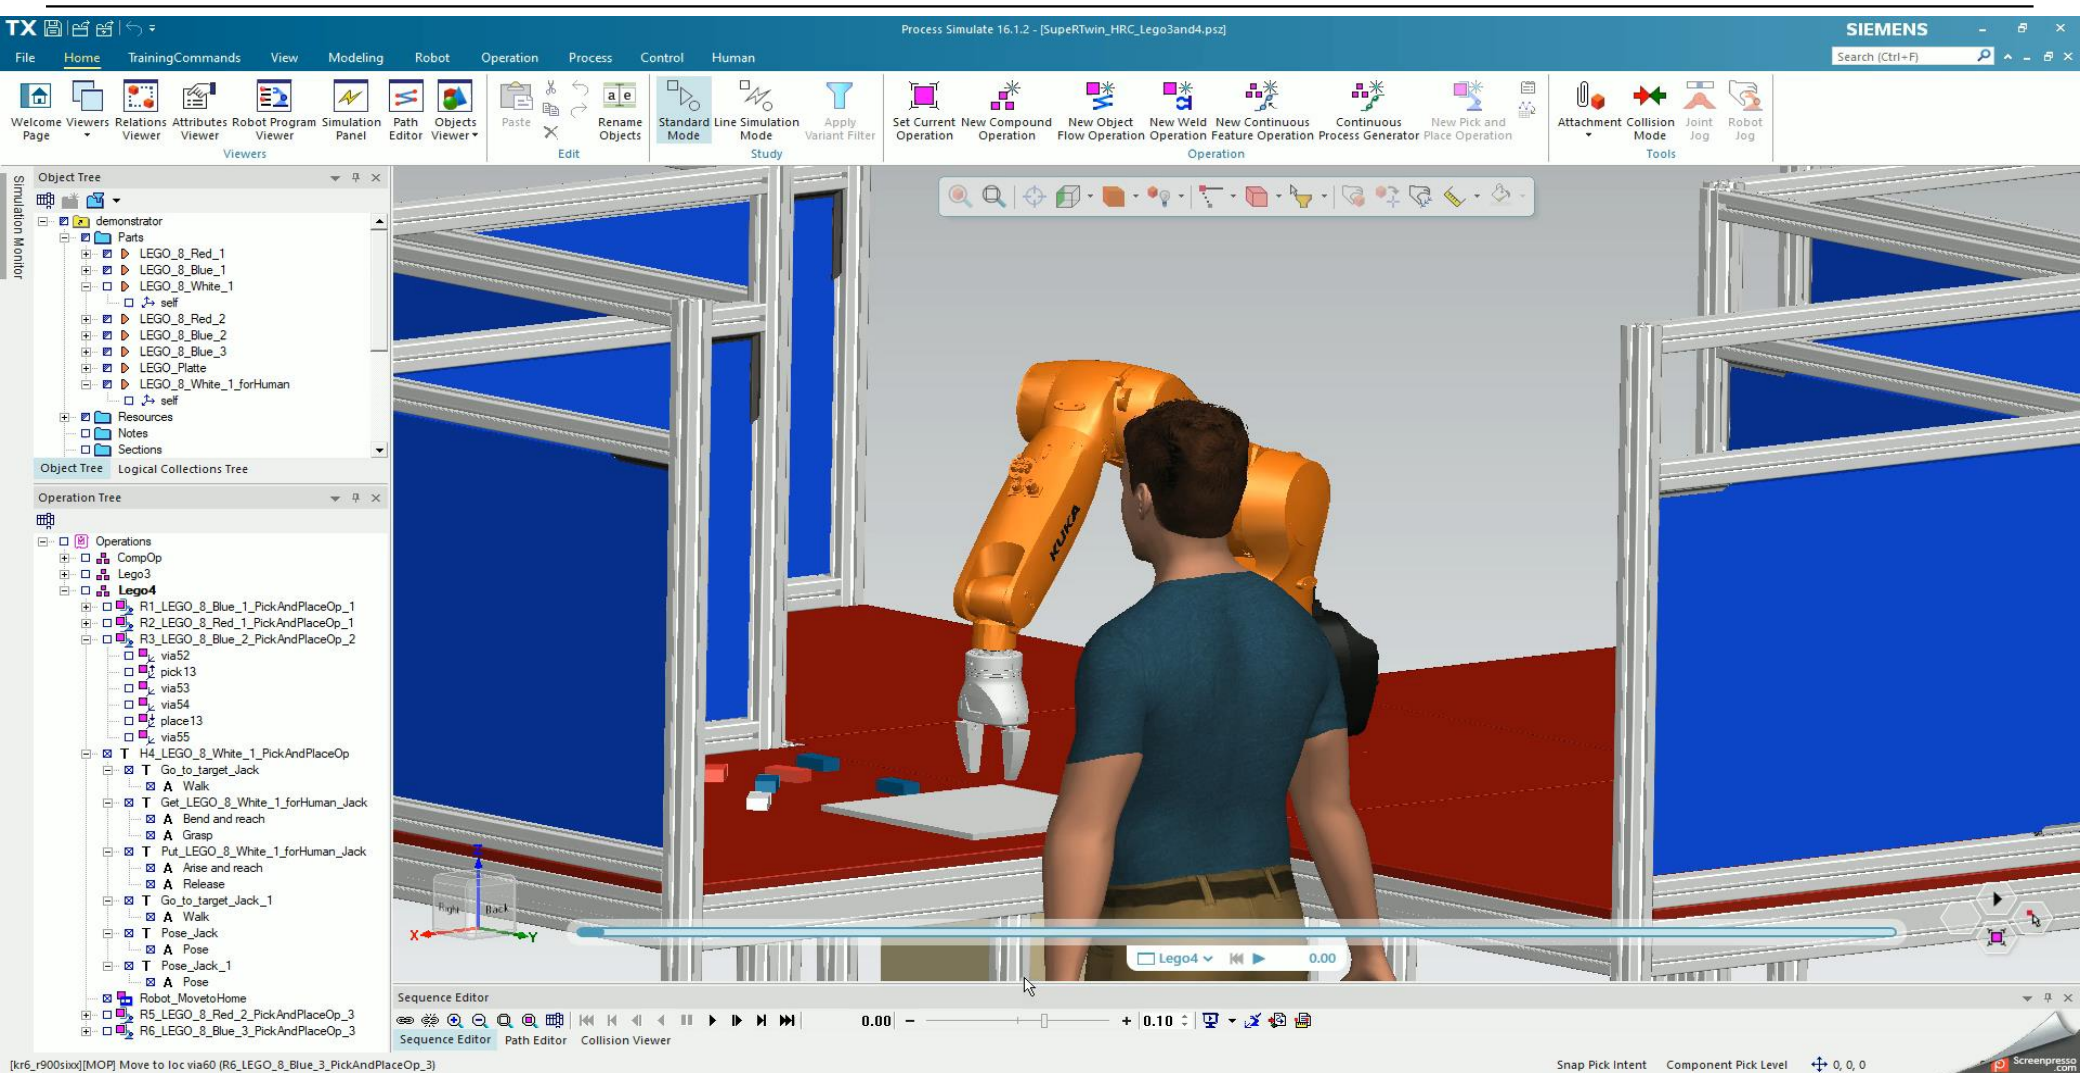 TX
Process Simulate 16.1.2 - [SupeRTwin_HRC_Lego3and4.psz]
SIEMENS
File Home TrainingCommands View Modeling Robot Operation Process Control Human
Search (Ctrl+F)
Welcome Page
Viewers
Relations Viewer
Attributes Viewer
Robot Program Viewer
Simulation Panel
Path Editor
Objects Viewer
Paste
Rename Objects
Standard Mode
Line Simulation Mode
Apply Variant Filter
Set Current Operation
New Compound Operation
New Object Flow Operation
New Weld Operation
New Continuous Feature Operation
Continuous Process Generator
New Pick and Place Operation
Attachment
Collision Mode
Joint Jog
Robot Jog
Viewers Edit Study Operation Tools
Simulation Monitor
Object Tree
demonstrator
Parts
LEGO_8_Red_1
LEGO_8_Blue_1
LEGO_8_White_1
self
LEGO_8_Red_2
LEGO_8_Blue_2
LEGO_8_Blue_3
LEGO_Platte
LEGO_8_White_1_forHuman
self
Resources
Notes
Sections
Object Tree Logical Collections Tree
Operation Tree
Operations
CompOp
Lego3
Lego4
R1_LEGO_8_Blue_1_PickAndPlaceOp_1
R2_LEGO_8_Red_1_PickAndPlaceOp_1
R3_LEGO_8_Blue_2_PickAndPlaceOp_2
via52
pick13
via53
via54
place13
via55
T H4_LEGO_8_White_1_PickAndPlaceOp
T Go_to_target_Jack
A Walk
T Get_LEGO_8_White_1_forHuman_Jack
A Bend and reach
A Grasp
T Put_LEGO_8_White_1_forHuman_Jack
A Arise and reach
A Release
T Go_to_target_Jack_1
A Walk
T Pose_Jack
A Pose
T Pose_Jack_1
A Pose
Robot_MovetoHome
R5_LEGO_8_Red_2_PickAndPlaceOp_3
R6_LEGO_8_Blue_3_PickAndPlaceOp_3
KUKA
Z
Right Back
X Y
Lego4 0.00
Sequence Editor
0.00 - + 0.10
Sequence Editor Path Editor Collision Viewer
[kr6_r900sixx][MOP] Move to loc via60 (R6_LEGO_8_Blue_3_PickAndPlaceOp_3)
Snap Pick Intent Component Pick Level 0, 0, 0
Screenpresso
.com